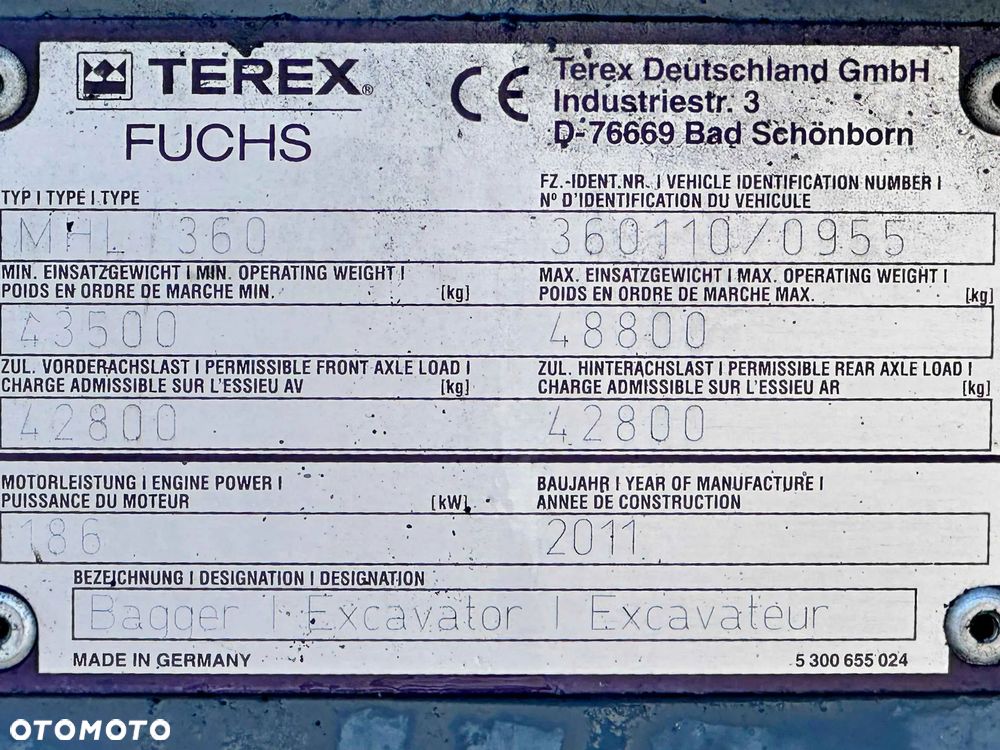 TEREX®
FUCHS
CE
Terex Deutschland GmbH
Industriestr. 3
D-76669 Bad Schönborn
TYP I TYPE I TYPE
MHL 360
FZ.-IDENT.NR. I VEHICLE IDENTIFICATION NUMBER I
Nº D'IDENTIFICATION DU VEHICULE
360110/0955
MIN. EINSATZGEWICHT I MIN. OPERATING WEIGHT I
POIDS EN ORDRE DE MARCHE MIN. [kg]
43500
MAX. EINSATZGEWICHT I MAX. OPERATING WEIGHT I
POIDS EN ORDRE DE MARCHE MAX. [kg]
48800
ZUL. VORDERACHSLAST I PERMISSIBLE FRONT AXLE LOAD I
CHARGE ADMISSIBLE SUR L'ESSIEU AV [kg]
42800
ZUL. HINTERACHSLAST I PERMISSIBLE REAR AXLE LOAD I
CHARGE ADMISSIBLE SUR L'ESSIEU AR [kg]
42800
MOTORLEISTUNG I ENGINE POWER I
PUISSANCE DU MOTEUR [kW]
186
BAUJAHR I YEAR OF MANUFACTURE I
ANNEE DE CONSTRUCTION
2011
BEZEICHNUNG I DESIGNATION I DESIGNATION
Bagger I Excavator I Excavateur
MADE IN GERMANY
5 300 655 024
OTOMOTO